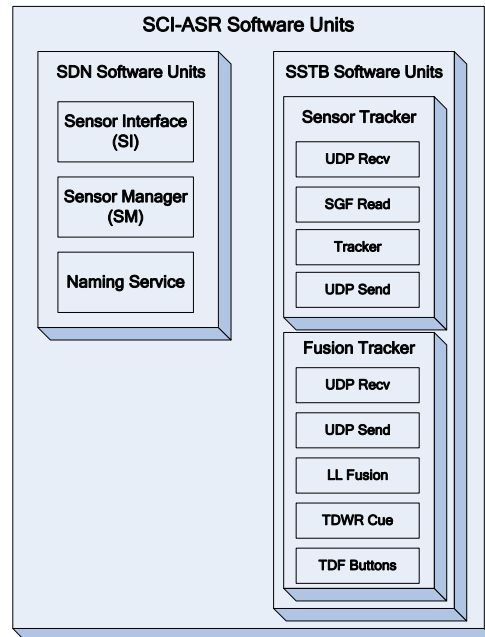 SCI-ASR Software Units
SDN Software Units
Sensor Interface
(SI)
Sensor Manager
(SM)
Naming Service
SSTB Software Units
Sensor Tracker
UDP Recv
SGF Read
Tracker
UDP Send
Fusion Tracker
UDP Recv
UDP Send
LL Fusion
TDWR Cue
TDF Buttons